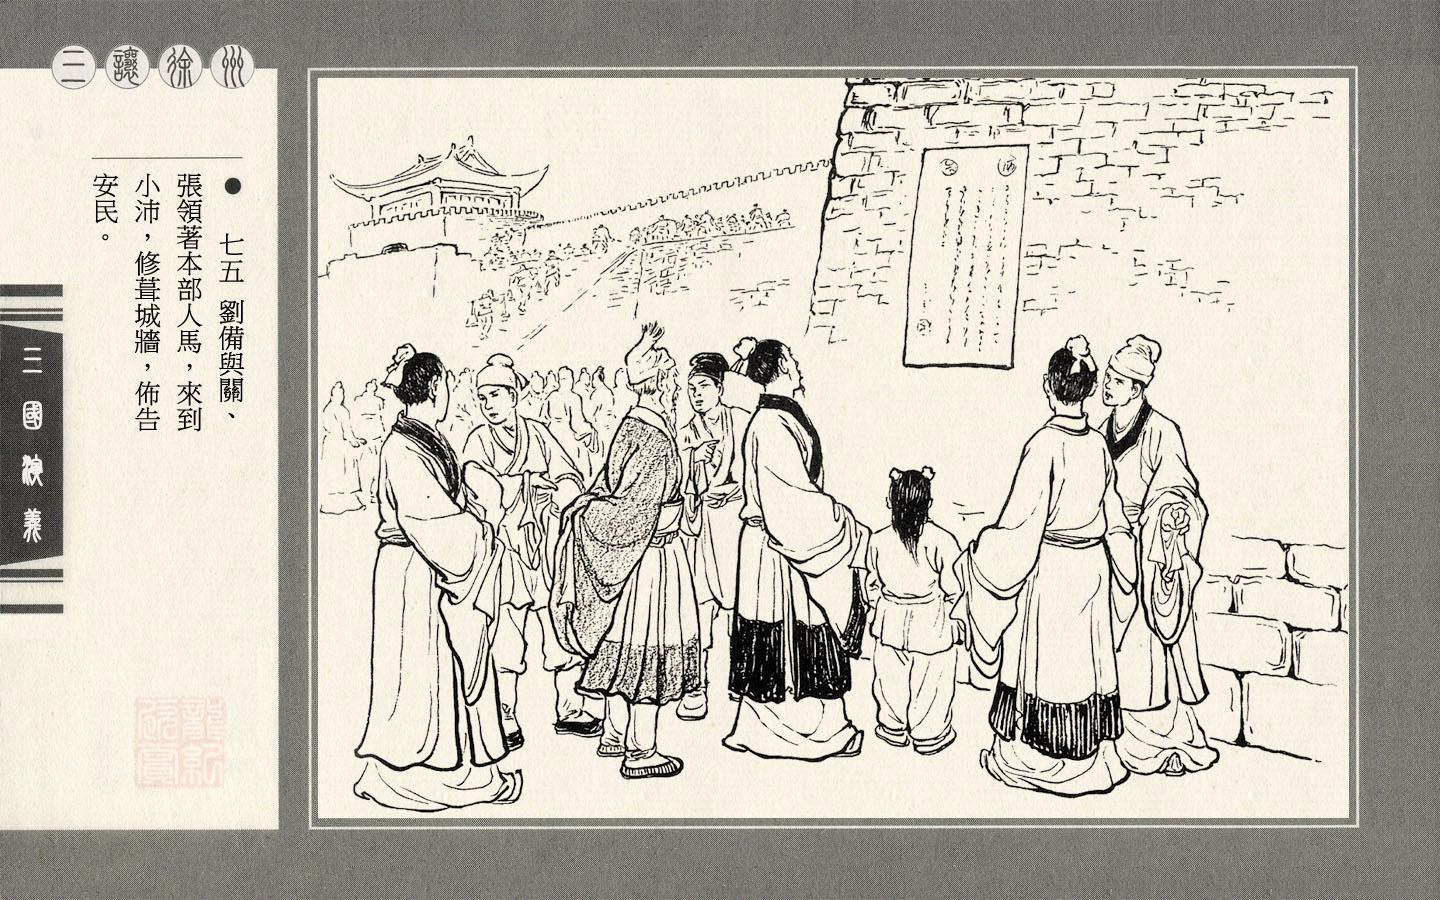 三讓徐州
● 七五 劉備與關、
張領著本部人馬，來到
小沛，修葺城牆，佈告
安民。
三國演義